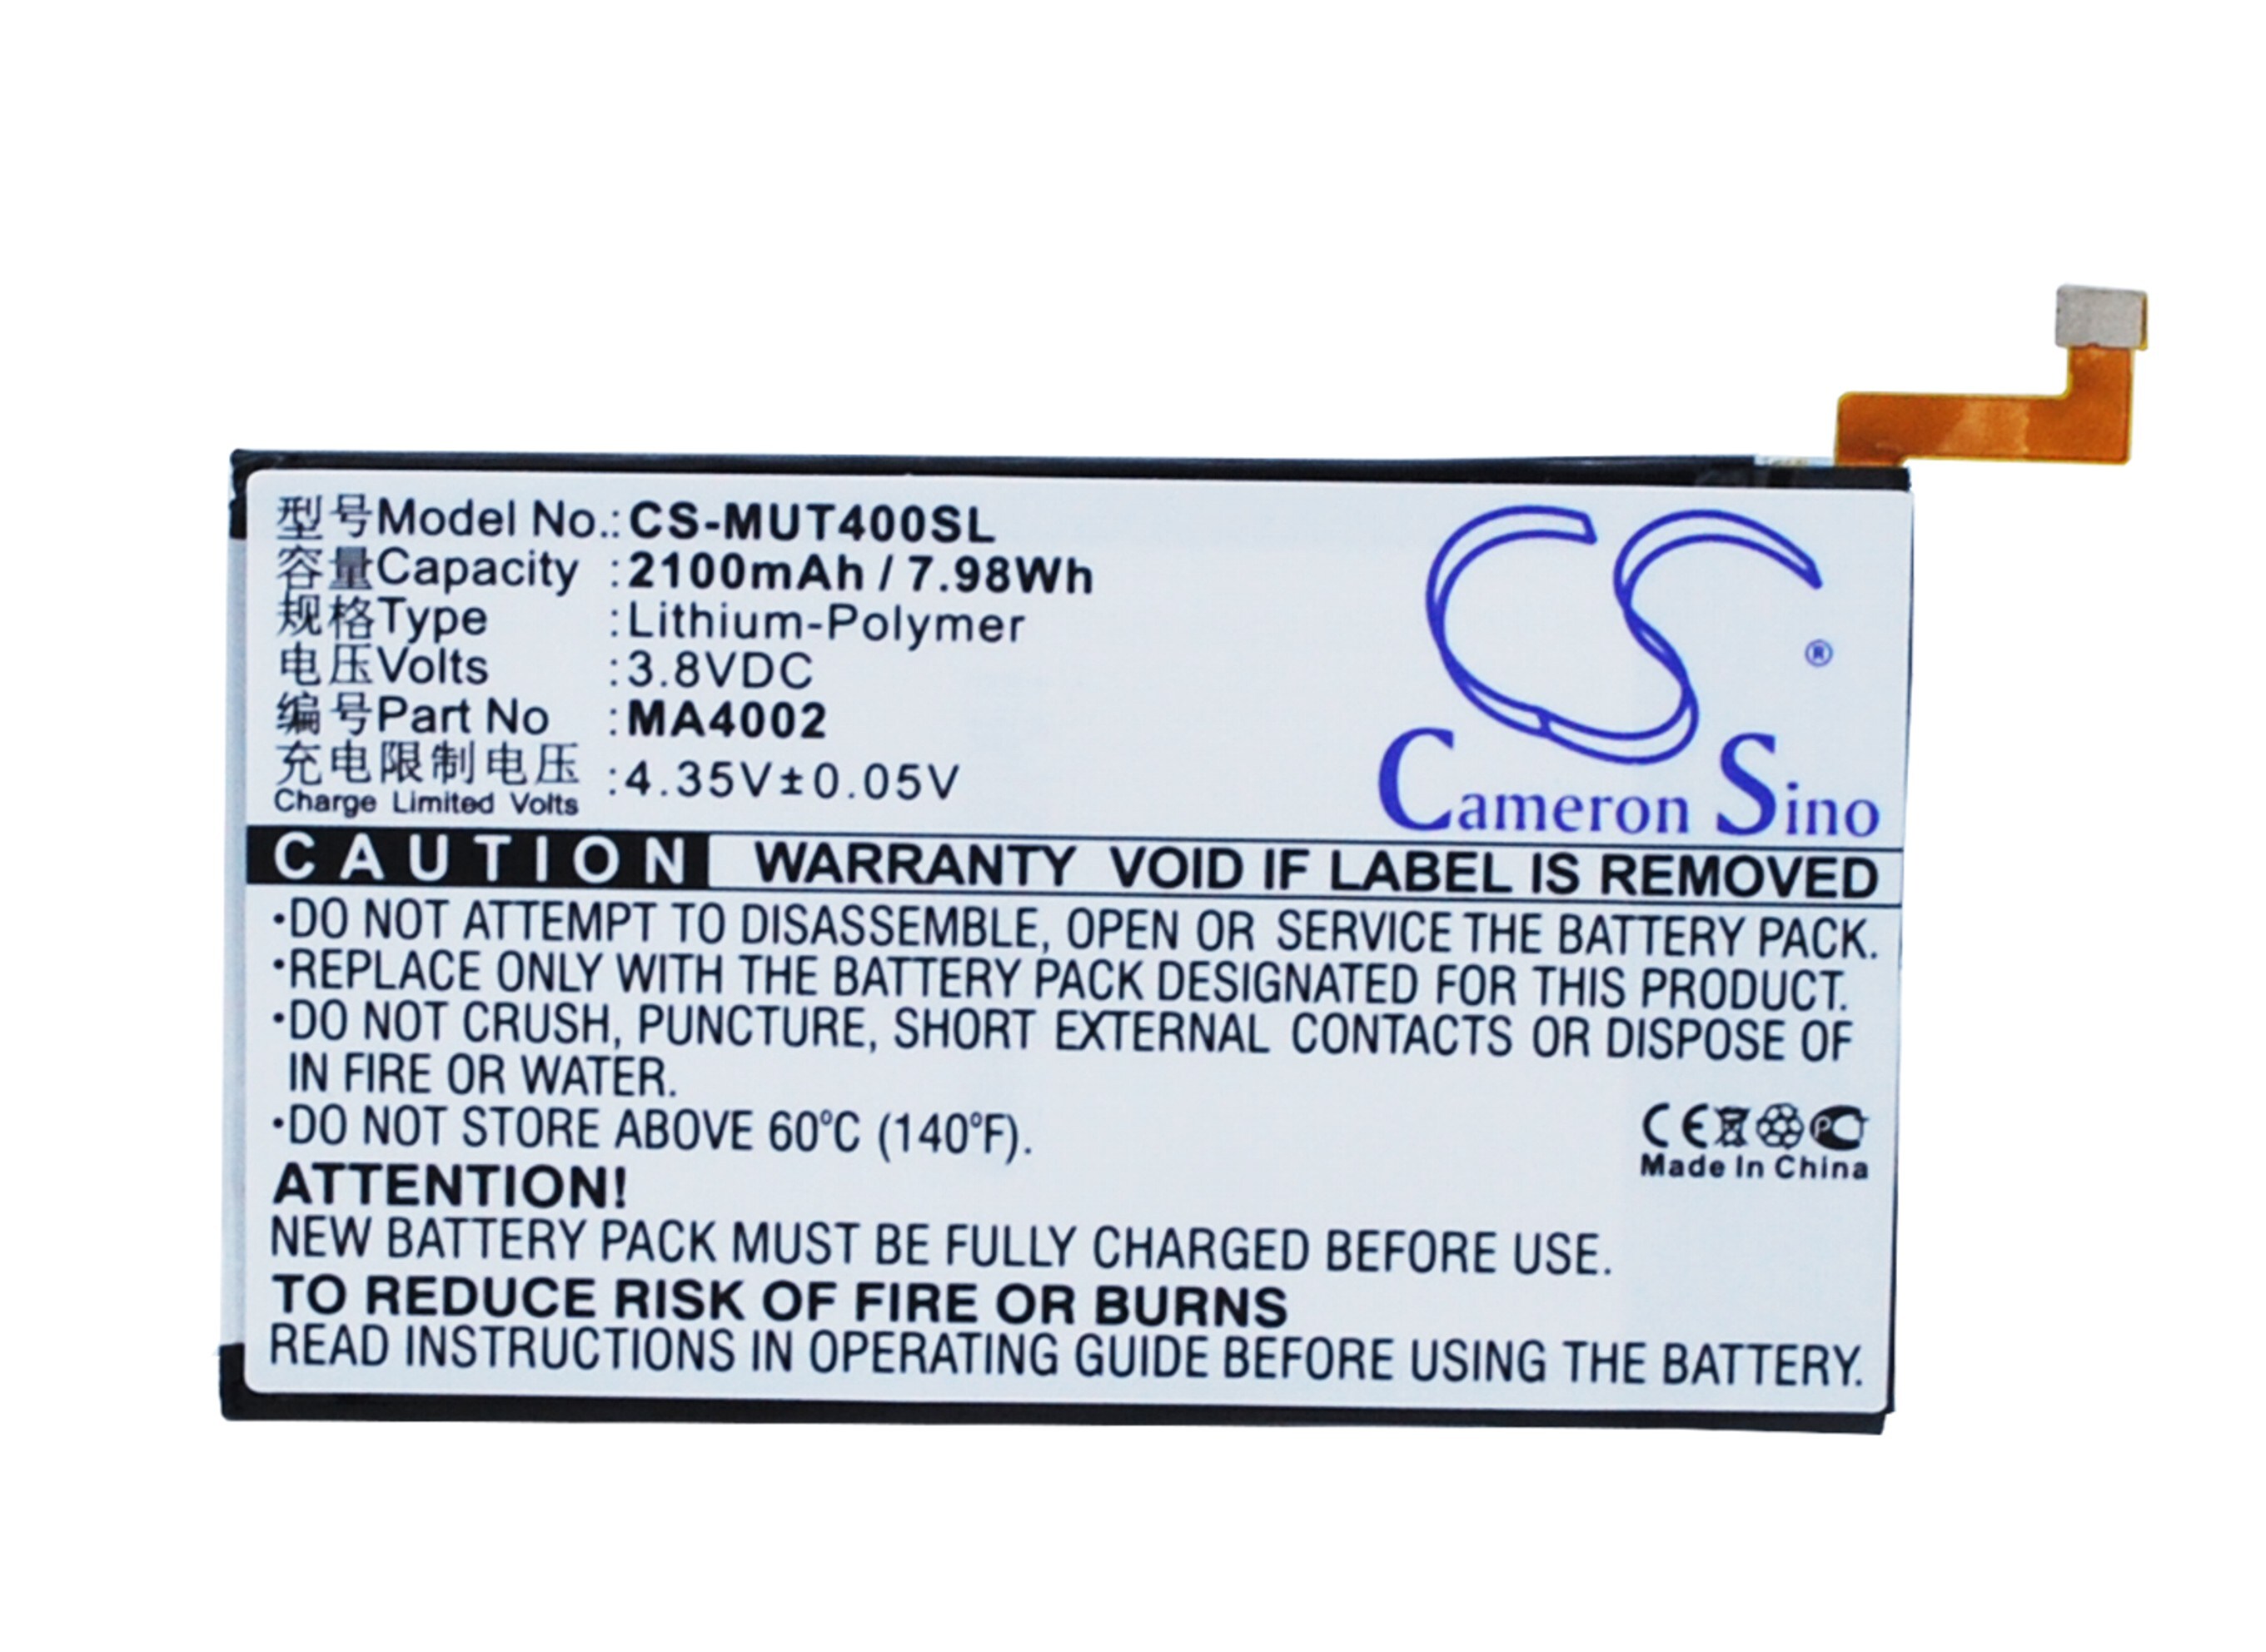 型号Model No.:CS-MUT400SL
容量Capacity :2100mAh / 7.98Wh
规格Type :Lithium-Polymer
电压Volts :3.8VDC
编号Part No :MA4002
充电限制电压
Charge Limited Volts :4.35V±0.05V
CS
®
Cameron Sino
CAUTION WARRANTY VOID IF LABEL IS REMOVED
•DO NOT ATTEMPT TO DISASSEMBLE, OPEN OR SERVICE THE BATTERY PACK.
•REPLACE ONLY WITH THE BATTERY PACK DESIGNATED FOR THIS PRODUCT.
•DO NOT CRUSH, PUNCTURE, SHORT EXTERNAL CONTACTS OR DISPOSE OF
IN FIRE OR WATER.
•DO NOT STORE ABOVE 60°C (140°F).
CE PC
Made In China
ATTENTION!
NEW BATTERY PACK MUST BE FULLY CHARGED BEFORE USE.
TO REDUCE RISK OF FIRE OR BURNS
READ INSTRUCTIONS IN OPERATING GUIDE BEFORE USING THE BATTERY.